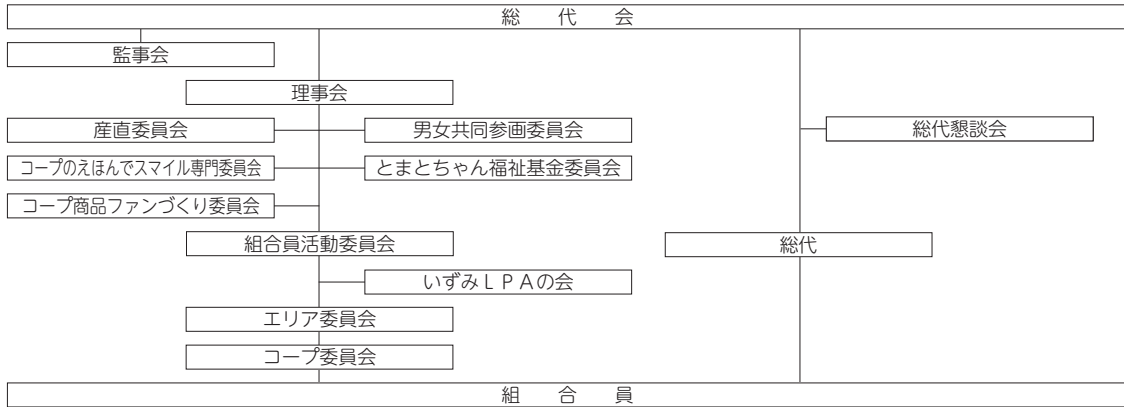 総　代　会
監事会
理事会
産直委員会
男女共同参画委員会
総代懇談会
コープのえほんでスマイル専門委員会
とまとちゃん福祉基金委員会
コープ商品ファンづくり委員会
組合員活動委員会
総代
いずみＬＰＡの会
エリア委員会
コープ委員会
組　合　員